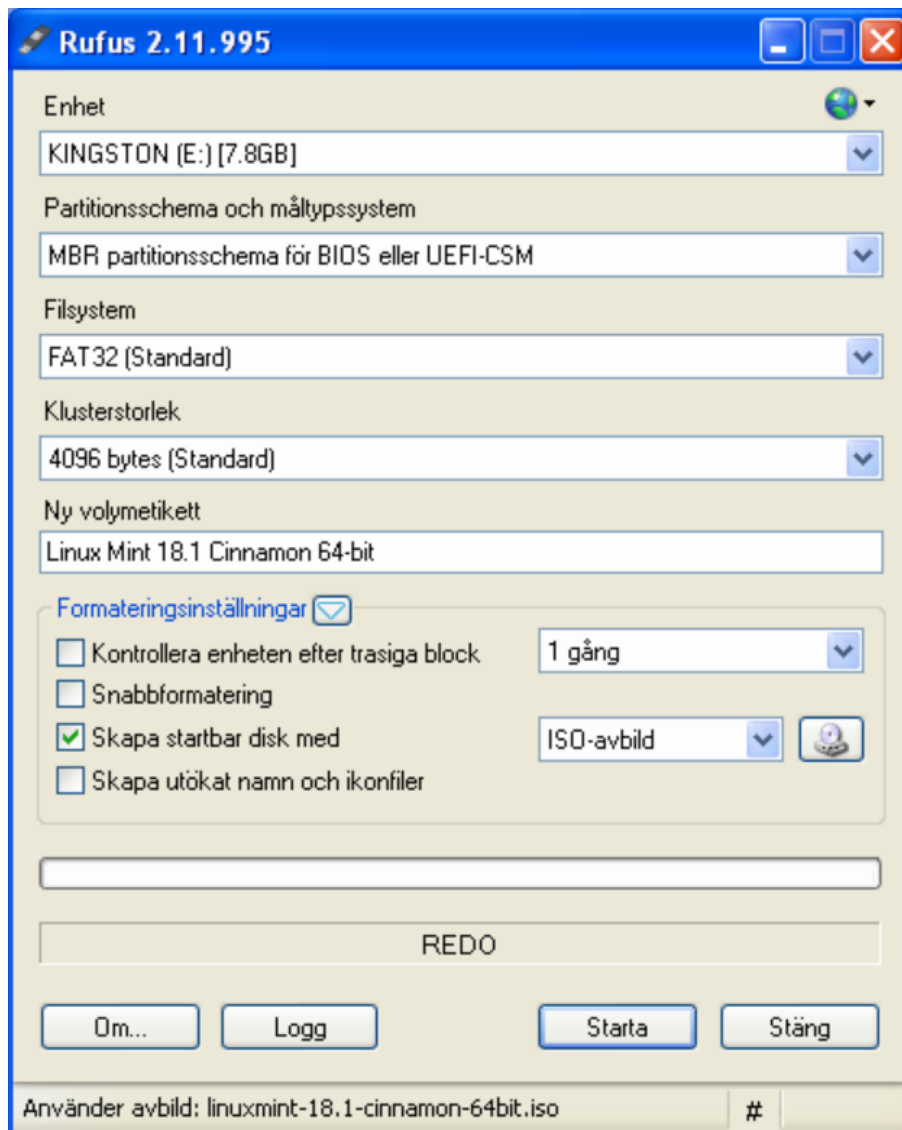 Rufus 2.11.995
Enhet
KINGSTON (E:) [7.8GB]
Partitionsschema och måltypssystem
MBR partitionsschema för BIOS eller UEFI-CSM
Filsystem
FAT32 (Standard)
Klusterstorlek
4096 bytes (Standard)
Ny volymetikett
Linux Mint 18.1 Cinnamon 64-bit
Formateringsinställningar
Kontrollera enheten efter trasiga block 1 gång
Snabbformatering
Skapa startbar disk med ISO-avbild
Skapa utökat namn och ikonfiler
REDO
Om... Logg Starta Stäng
Använder avbild: linuxmint-18.1-cinnamon-64bit.iso #